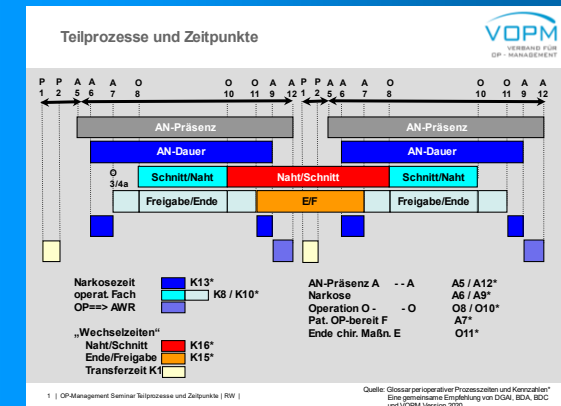 Teilprozesse und Zeitpunkte
VOPM
VERBAND FÜR
OP - MANAGEMENT
P P A A A O O O A A P P A A A O O O A A
1 2 5 6 7 8 10 11 9 12 1 2 5 6 7 8 10 11 9 12
AN-Präsenz AN-Präsenz
AN-Dauer AN-Dauer
O
3/4a
Schnitt/Naht Naht/Schnitt Schnitt/Naht
Freigabe/Ende E/F Freigabe/Ende
Narkosezeit K13*
operat. Fach K8 / K10*
OP==> AWR
„Wechselzeiten"
Naht/Schnitt K16*
Ende/Freigabe K15*
Transferzeit K1
AN-Präsenz A - - A A5 / A12*
Narkose A6 / A9*
Operation O - - O O8 / O10*
Pat. OP-bereit F A7*
Ende chir. Maßn. E O11*
1 | OP-Management Seminar Teilprozesse und Zeitpunkte | RW |
Quelle: Glossar perioperativer Prozesszeiten und Kennzahlen*
Eine gemeinsame Empfehlung von DGAI, BDA, BDC
und VOPM Version 2020